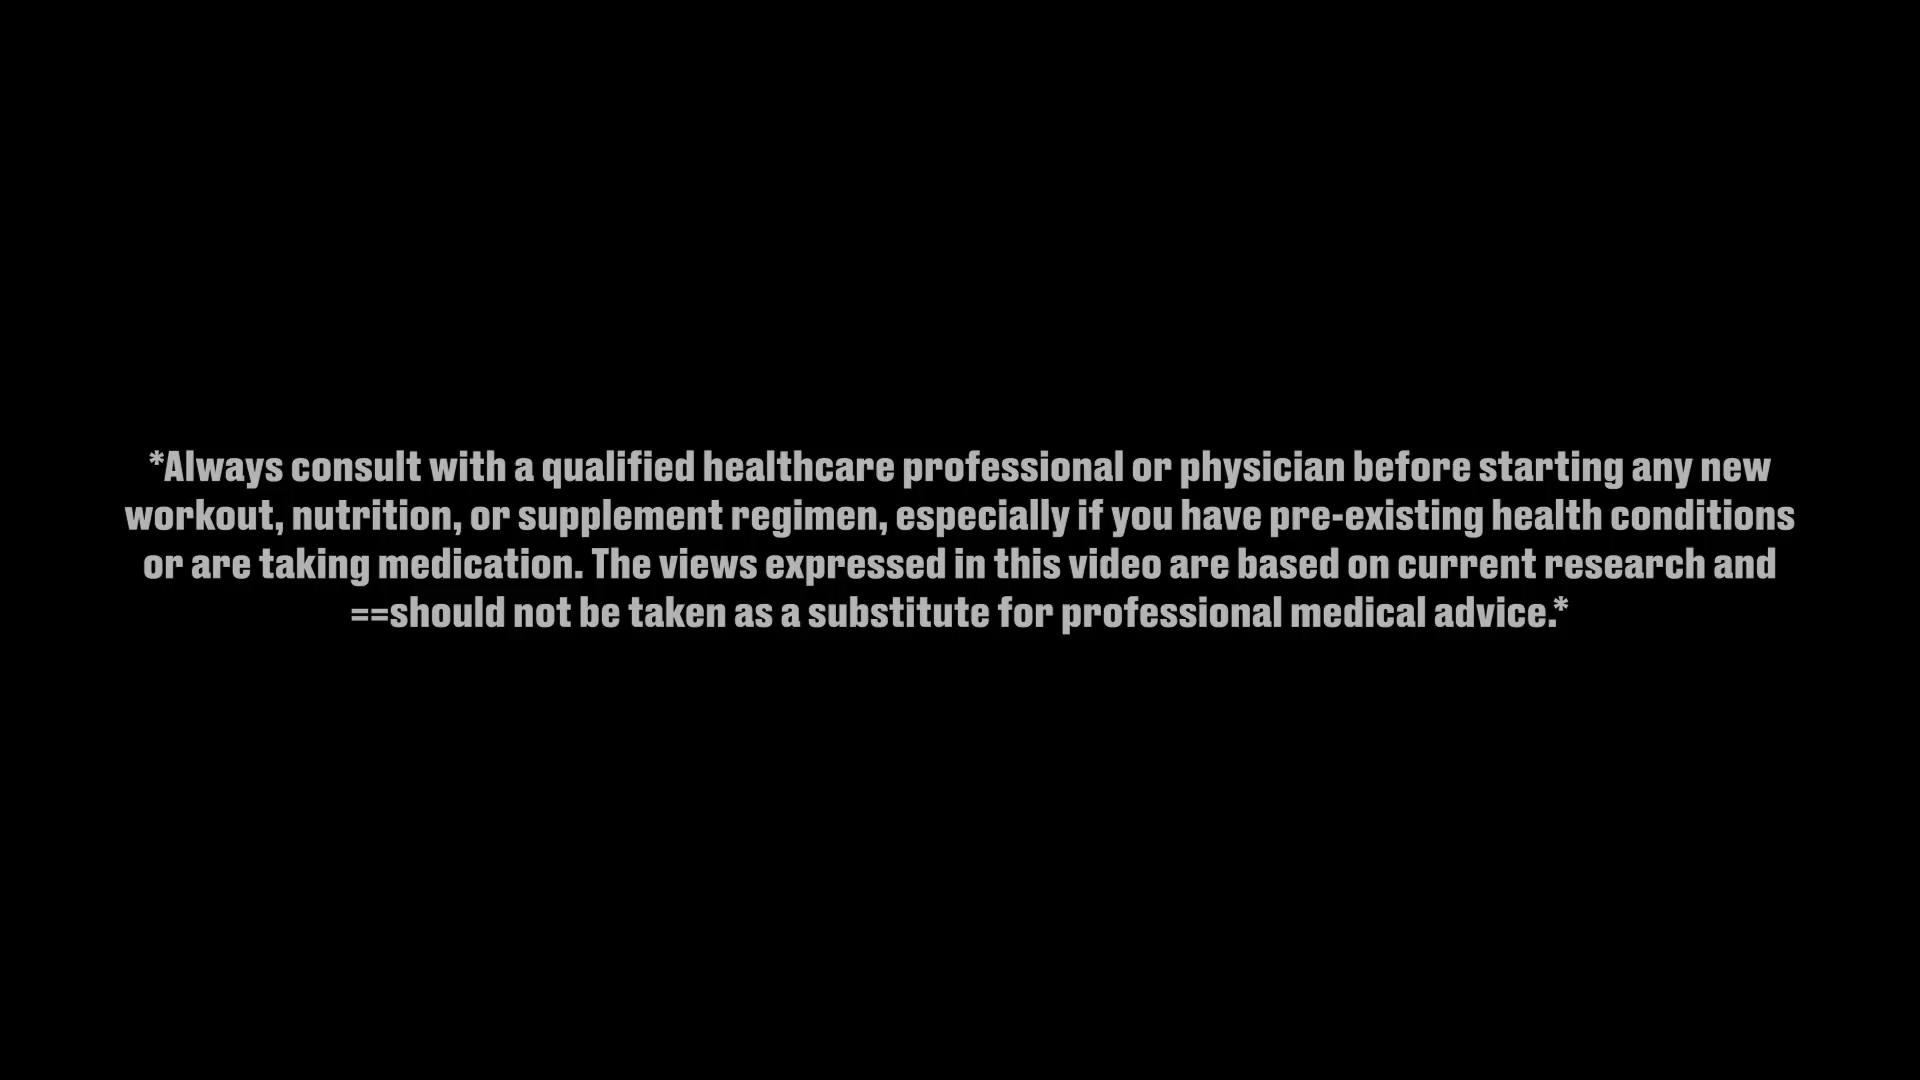 *Always consult with a qualified healthcare professional or physician before starting any new
workout, nutrition, or supplement regimen, especially if you have pre-existing health conditions
or are taking medication. The views expressed in this video are based on current research and
==should not be taken as a substitute for professional medical advice.*